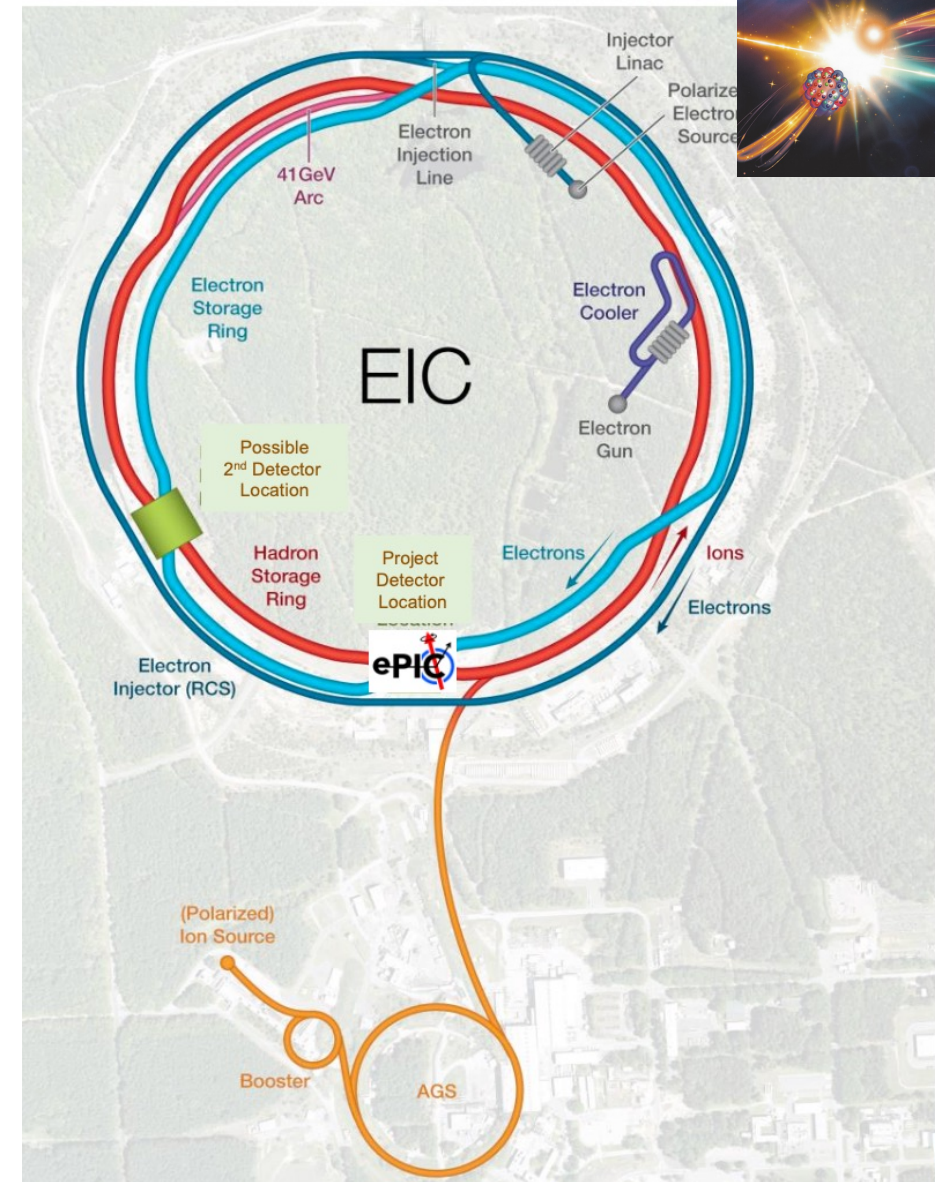 Injector
Linac
Polarize
Electron
Source
Electron
Injection
Line
41GeV
Arc
Electron
Storage
Ring
Electron
Cooler
EIC
Electron
Gun
Possible
2nd Detector
Location
Hadron
Storage
Ring
Project
Detector
Location
Electrons
Ions
Electrons
ePIC
Electron
Injector (RCS)
(Polarized)
Ion Source
Booster
AGS